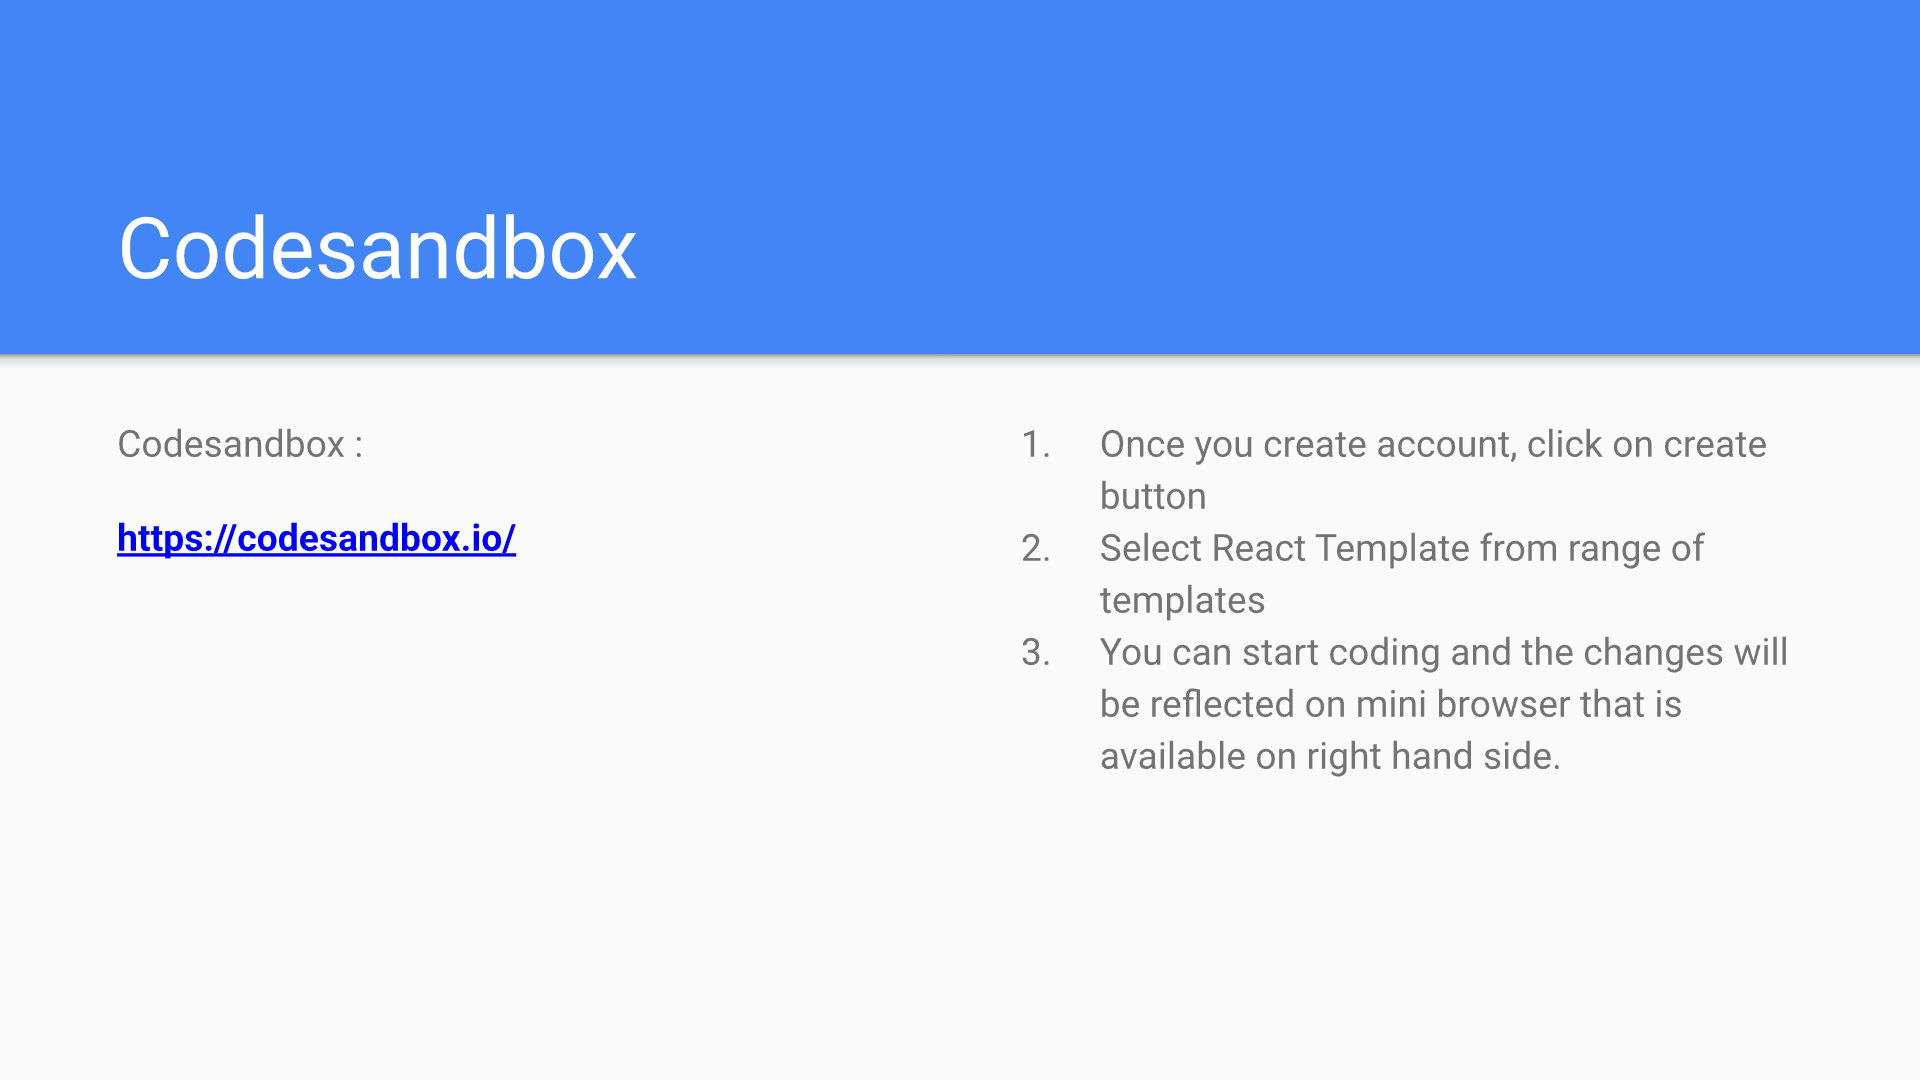 Codesandbox
Codesandbox :
https://codesandbox.io/
1. Once you create account, click on create
button
2. Select React Template from range of
templates
3. You can start coding and the changes will
be reflected on mini browser that is
available on right hand side.